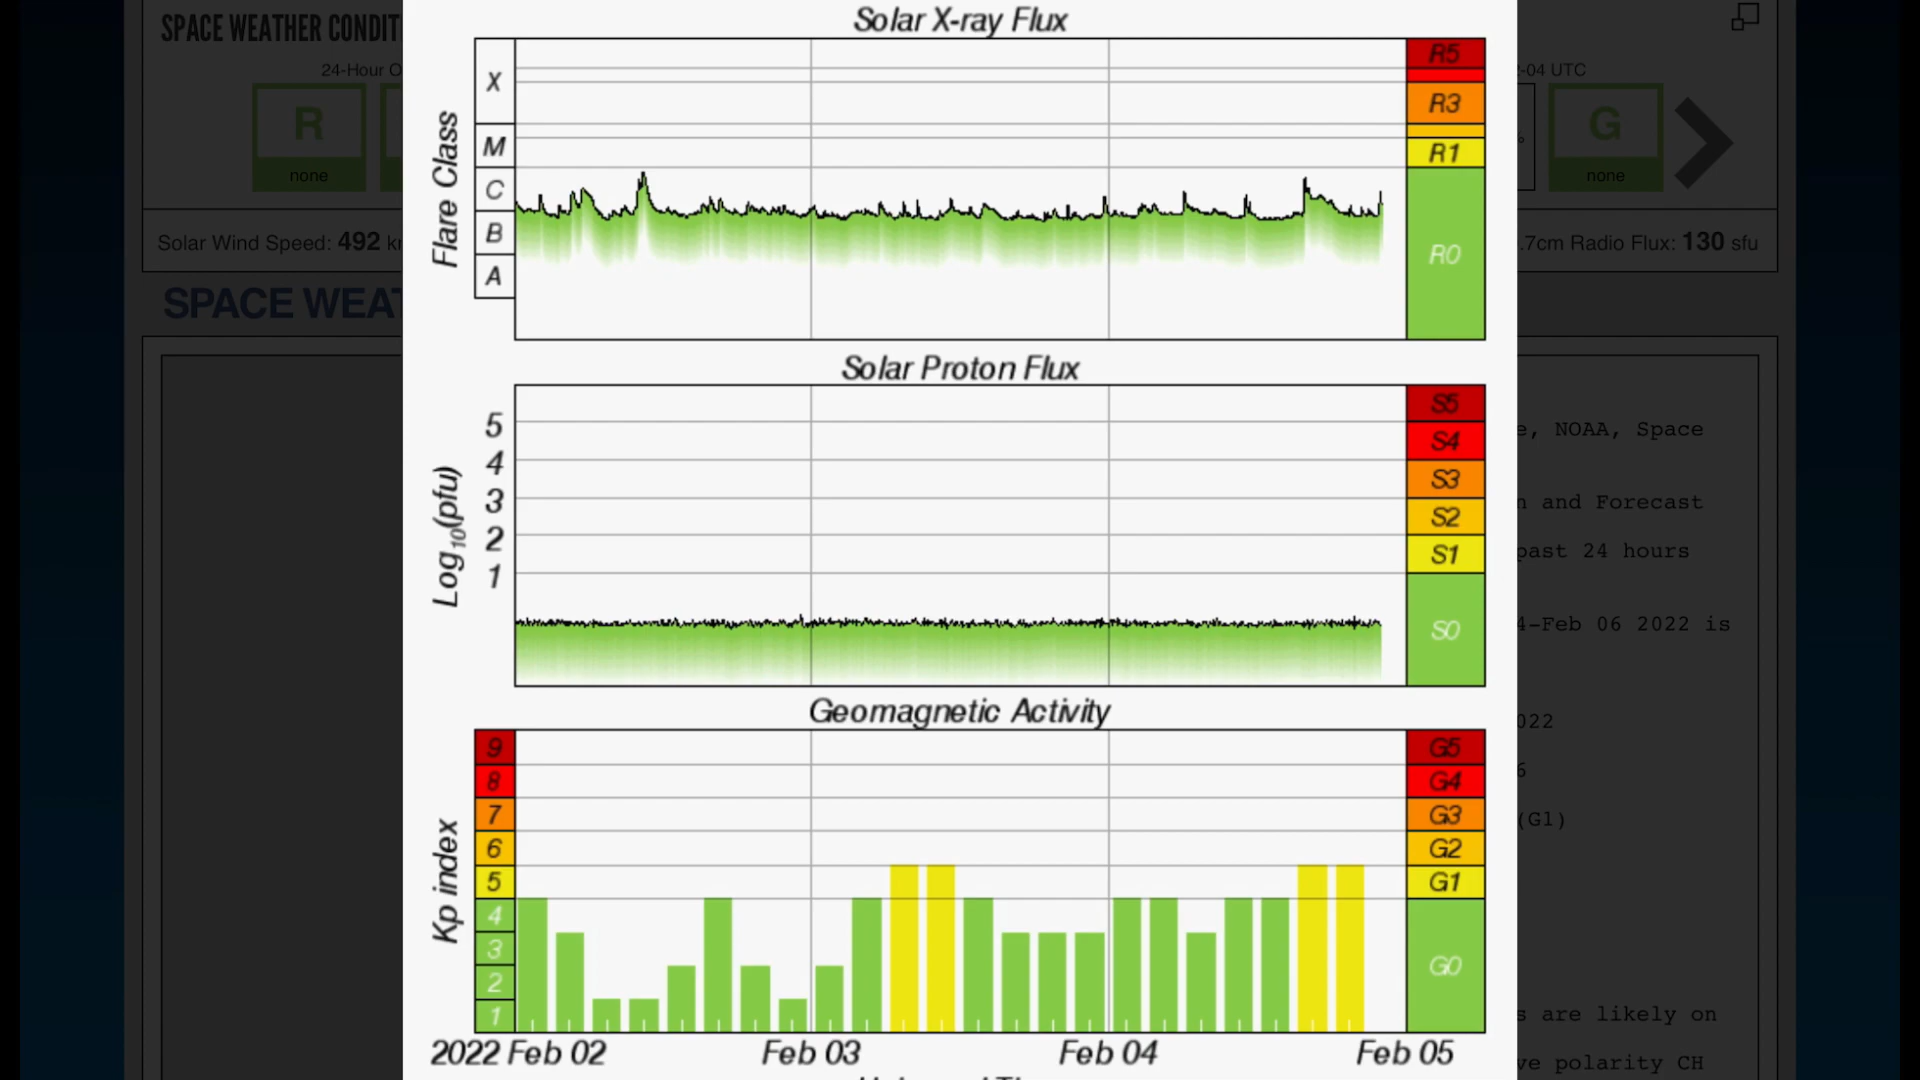 SPACE WEATHER CONDIT
24-Hour O
R
none
Solar Wind Speed: 492 k
SPACE WEA
Solar X-ray Flux
Flare Class
X
M
C
B
A
R5
R3
R1
R0
Solar Proton Flux
Log10(pfu)
5
4
3
2
1
S5
S4
S3
S2
S1
S0
Geomagnetic Activity
Kp index
9
8
7
6
5
4
3
2
1
G5
G4
G3
G2
G1
G0
2022 Feb 02
Feb 03
Feb 04
Feb 05
-04 UTC
%
G
none
.7cm Radio Flux: 130 sfu
e, NOAA, Space
n and Forecast
past 24 hours
4-Feb 06 2022 is
022
6
(G1)
s are likely on
ve polarity CH